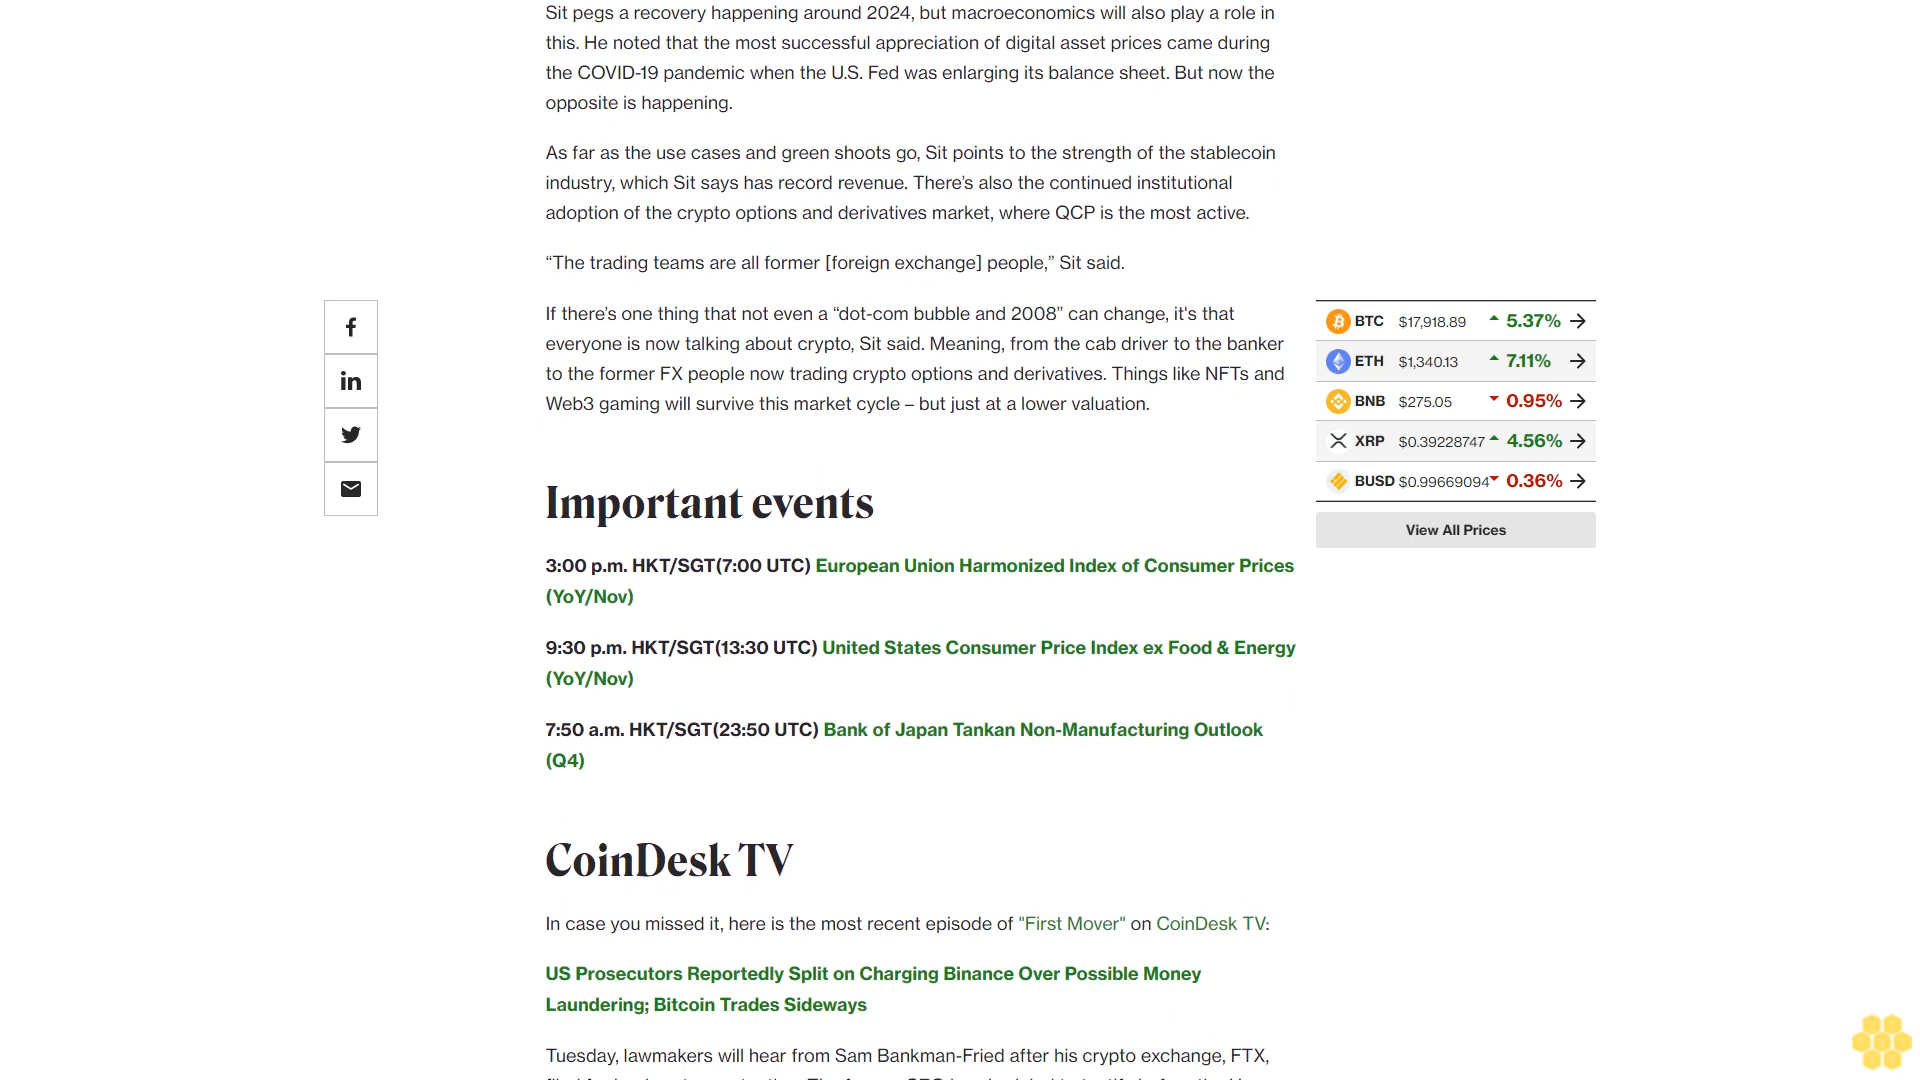 Sit pegs a recovery happening around 2024, but macroeconomics will also play a role in
this. He noted that the most successful appreciation of digital asset prices came during
the COVID-19 pandemic when the U.S. Fed was enlarging its balance sheet. But now the
opposite is happening.
As far as the use cases and green shoots go, Sit points to the strength of the stablecoin
industry, which Sit says has record revenue. There’s also the continued institutional
adoption of the crypto options and derivatives market, where QCP is the most active.
“The trading teams are all former [foreign exchange] people,” Sit said.
If there’s one thing that not even a “dot-com bubble and 2008” can change, it's that
everyone is now talking about crypto, Sit said. Meaning, from the cab driver to the banker
to the former FX people now trading crypto options and derivatives. Things like NFTs and
Web3 gaming will survive this market cycle – but just at a lower valuation.
Important events
3:00 p.m. HKT/SGT(7:00 UTC) European Union Harmonized Index of Consumer Prices
(YoY/Nov)
9:30 p.m. HKT/SGT(13:30 UTC) United States Consumer Price Index ex Food & Energy
(YoY/Nov)
7:50 a.m. HKT/SGT(23:50 UTC) Bank of Japan Tankan Non-Manufacturing Outlook
(Q4)
CoinDesk TV
In case you missed it, here is the most recent episode of "First Mover" on CoinDesk TV:
US Prosecutors Reportedly Split on Charging Binance Over Possible Money
Laundering; Bitcoin Trades Sideways
Tuesday, lawmakers will hear from Sam Bankman-Fried after his crypto exchange, FTX,
BTC $17,918.89 5.37%
ETH $1,340.13 7.11%
BNB $275.05 0.95%
XRP $0.39228747 4.56%
BUSD $0.99669094 0.36%
View All Prices